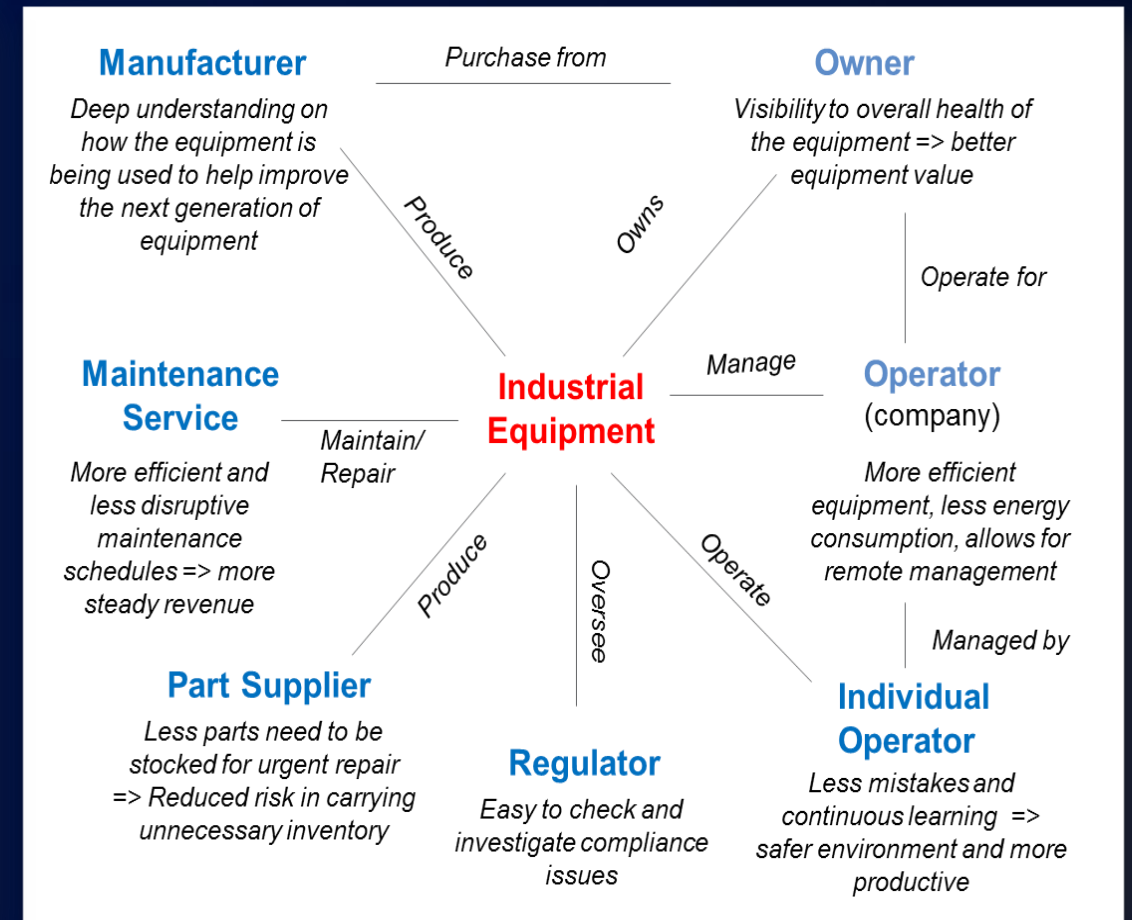 Manufacturer
Purchase from
Owner
Deep understanding on
how the equipment is
being used to help improve
the next generation of
equipment
Visibility to overall health of
the equipment => better
equipment value
Produce
Owns
Operate for
Maintenance
Service
Maintain/
Repair
More efficient and
less disruptive
maintenance
schedules => more
steady revenue
Industrial
Equipment
Manage
Operator
(company)
More efficient
equipment, less energy
consumption, allows for
remote management
Produce
Oversee
Operate
Managed by
Part Supplier
Less parts need to be
stocked for urgent repair
=> Reduced risk in carrying
unnecessary inventory
Regulator
Easy to check and
investigate compliance
issues
Individual
Operator
Less mistakes and
continuous learning =>
safer environment and more
productive